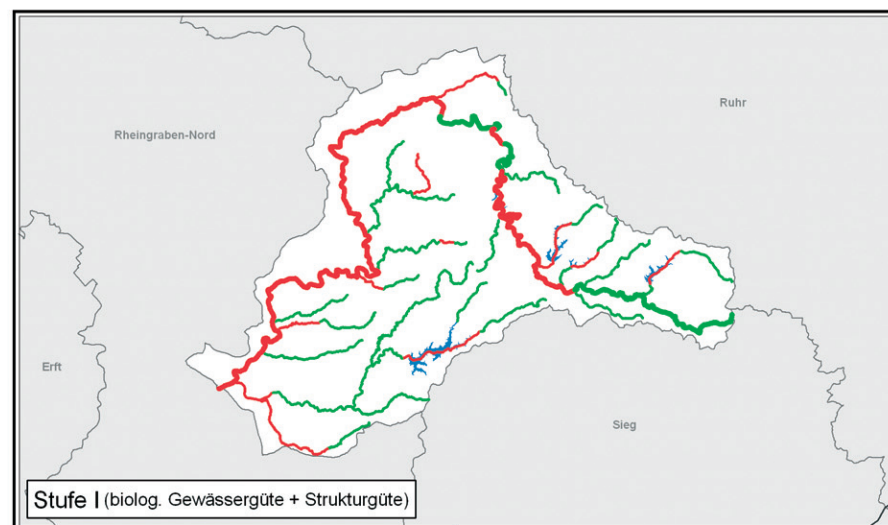 Ruhr
Rheingraben-Nord
Erft
Sieg
Stufe I (biolog. Gewässergüte + Strukturgüte)